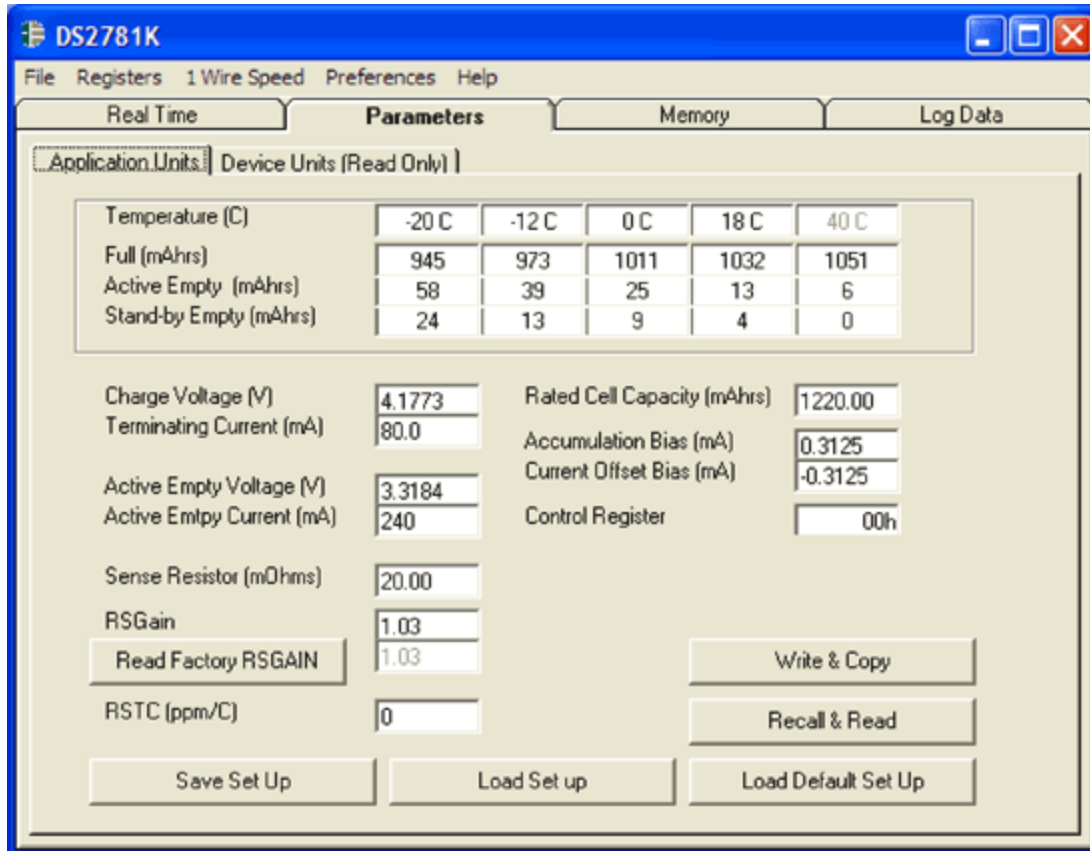 DS2781K
File Registers 1 Wire Speed Preferences Help
Real Time Parameters Memory Log Data
Application Units Device Units (Read Only)
Temperature (C) -20 C -12 C 0 C 18 C 40 C
Full (mAhrs) 945 973 1011 1032 1051
Active Empty (mAhrs) 58 39 25 13 6
Stand-by Empty (mAhrs) 24 13 9 4 0
Charge Voltage (V) 4.1773 Rated Cell Capacity (mAhrs) 1220.00
Terminating Current (mA) 80.0
Accumulation Bias (mA) 0.3125
Current Offset Bias (mA) -0.3125
Active Empty Voltage (V) 3.3184
Active Emtpy Current (mA) 240 Control Register 00h
Sense Resistor (mOhms) 20.00
RSGain 1.03
Read Factory RSGAIN 1.03 Write & Copy
RSTC (ppm/C) 0 Recall & Read
Save Set Up Load Set up Load Default Set Up